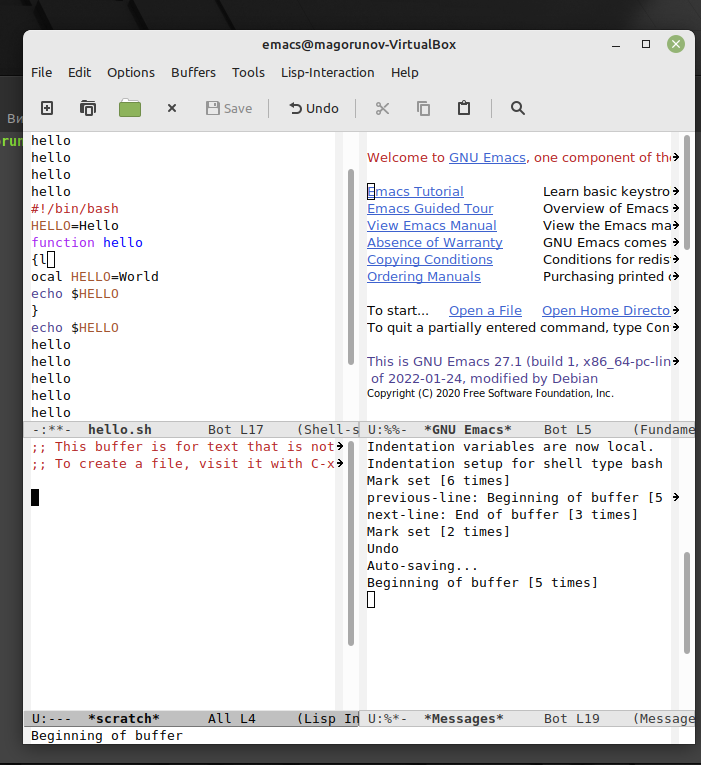 emacs@magorunov-VirtualBox
File Edit Options Buffers Tools Lisp-Interaction Help
Save Undo
Ви
orun
hello
hello
hello
hello
#!/bin/bash
HELLO=Hello
function hello
{l
ocal HELLO=World
echo $HELLO
}
echo $HELLO
hello
hello
hello
hello
hello
-:**- hello.sh Bot L17 (Shell-s
Welcome to GNU Emacs, one component of the
Emacs Tutorial Learn basic keystro
Emacs Guided Tour Overview of Emacs
View Emacs Manual View the Emacs ma
Absence of Warranty GNU Emacs comes
Copying Conditions Conditions for redis
Ordering Manuals Purchasing printed c
To start... Open a File Open Home Directo
To quit a partially entered command, type Con
This is GNU Emacs 27.1 (build 1, x86_64-pc-lin
of 2022-01-24, modified by Debian
Copyright (C) 2020 Free Software Foundation, Inc.
U:%%- *GNU Emacs* Bot L5 (Fundame
;; This buffer is for text that is not
;; To create a file, visit it with C-x
U:--- *scratch* All L4 (Lisp In
Indentation variables are now local.
Indentation setup for shell type bash
Mark set [6 times]
previous-line: Beginning of buffer [5
next-line: End of buffer [3 times]
Mark set [2 times]
Undo
Auto-saving...
Beginning of buffer [5 times]
U:%*- *Messages* Bot L19 (Message
Beginning of buffer